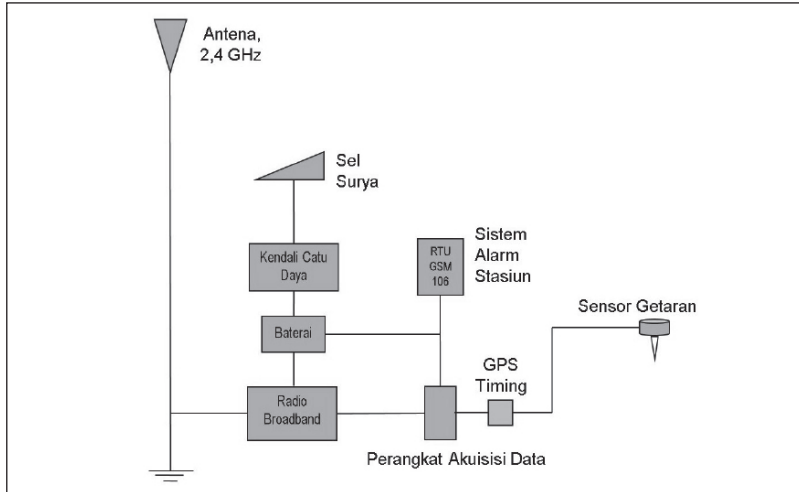 Antena,
2,4 GHz
Sel
Surya
Kendali Catu
Daya
RTU
GSM
106
Sistem
Alarm
Stasiun
Baterai
Sensor Getaran
GPS
Timing
Radio
Broadband
Perangkat Akuisisi Data